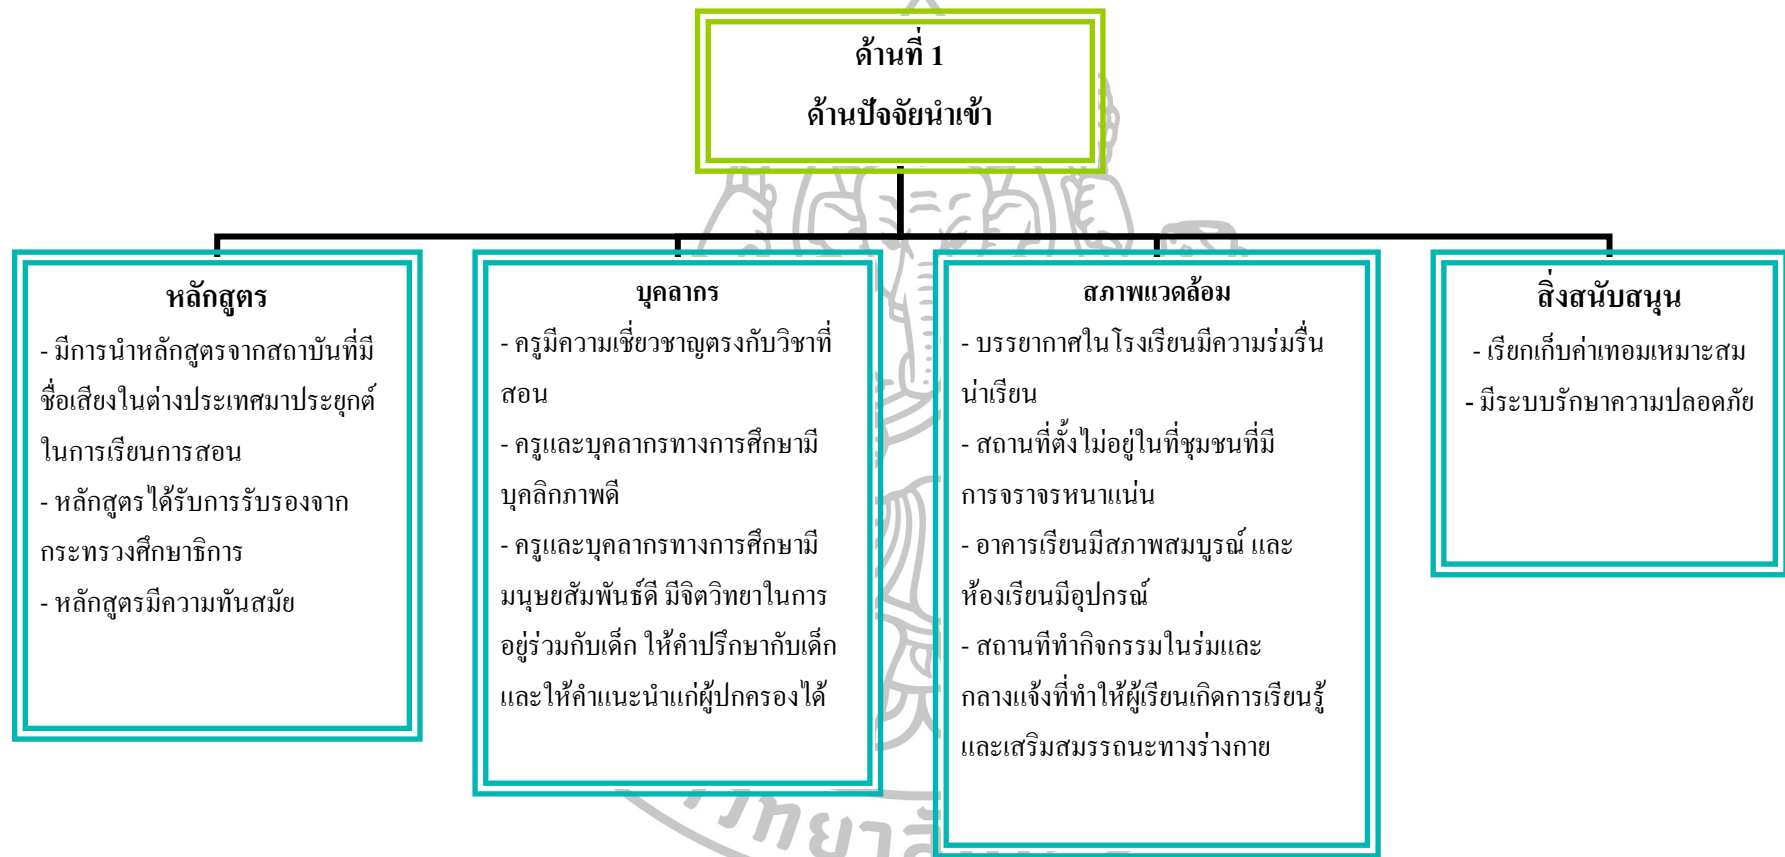 ด้านที่ 1
ด้านปัจจัยนำเข้า
หลักสูตร
- มีการนำหลักสูตรจากสถาบันที่มี
ชื่อเสียงในต่างประเทศมาประยุกต์
ในการเรียนการสอน
- หลักสูตรได้รับการรับรองจาก
กระทรวงศึกษาธิการ
- หลักสูตรมีความทันสมัย
บุคลากร
- ครูมีความเชี่ยวชาญตรงกับวิชาที่
สอน
- ครูและบุคลากรทางการศึกษามี
บุคลิกภาพดี
- ครูและบุคลากรทางการศึกษามี
มนุษยสัมพันธ์ดี มีจิตวิทยาในการ
อยู่ร่วมกับเด็ก ให้คำปรึกษากับเด็ก
และให้คำแนะนำแก่ผู้ปกครองได้
สภาพแวดล้อม
- บรรยากาศในโรงเรียนมีความร่มรื่น
น่าเรียน
- สถานที่ตั้งไม่อยู่ในที่ชุมชนที่มี
การจราจรหนาแน่น
- อาคารเรียนมีสภาพสมบูรณ์ และ
ห้องเรียนมีอุปกรณ์
- สถานทีทำกิจกรรมในร่มและ
กลางแจ้งที่ทำให้ผู้เรียนเกิดการเรียนรู้
และเสริมสมรรถนะทางร่างกาย
สิ่งสนับสนุน
- เรียกเก็บค่าเทอมเหมาะสม
- มีระบบรักษาความปลอดภัย